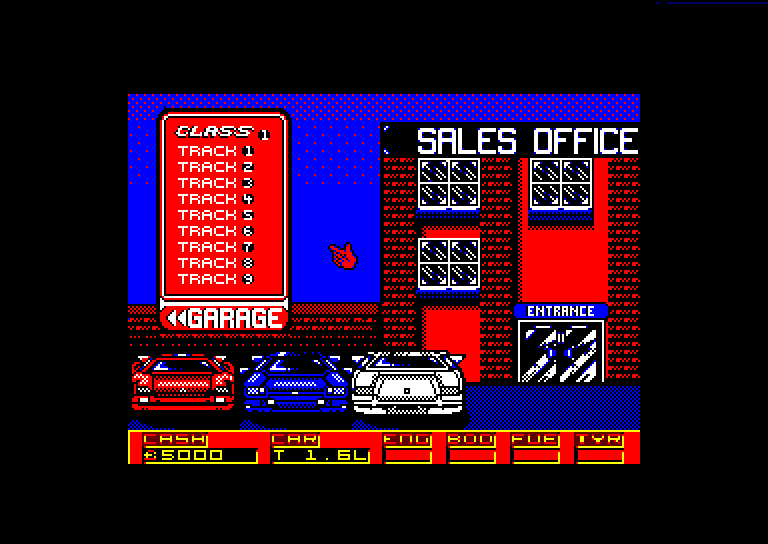 CLASS 1
TRACK 1
TRACK 2
TRACK 3
TRACK 4
TRACK 5
TRACK 6
TRACK 7
TRACK 8
TRACK 9
GARAGE
SALES OFFICE
ENTRANCE
CASH CAR ENG BOD FUE TYR
£5000 T 1.6L